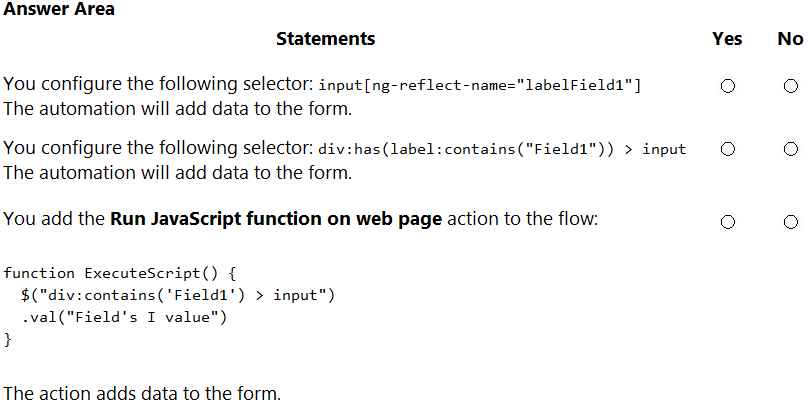 Answer Area
Statements Yes No
You configure the following selector: input[ng-reflect-name="labelField1"]
The automation will add data to the form.
You configure the following selector: div:has(label:contains("Field1")) > input
The automation will add data to the form.
You add the Run JavaScript function on web page action to the flow:
function ExecuteScript() {
$("div:contains('Field1') > input")
.val("Field's I value")
}
The action adds data to the form.